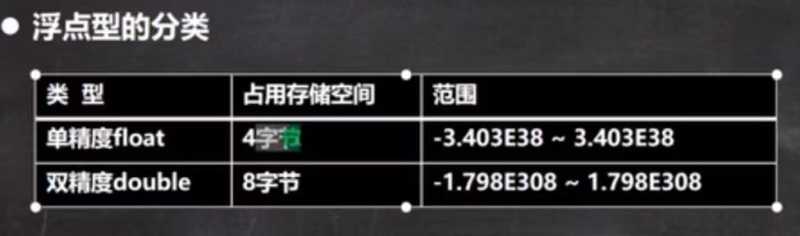 ● 浮点型的分类
类 型 占用存储空间 范围
单精度float 4字节 -3.403E38 ~ 3.403E38
双精度double 8字节 -1.798E308 ~ 1.798E308